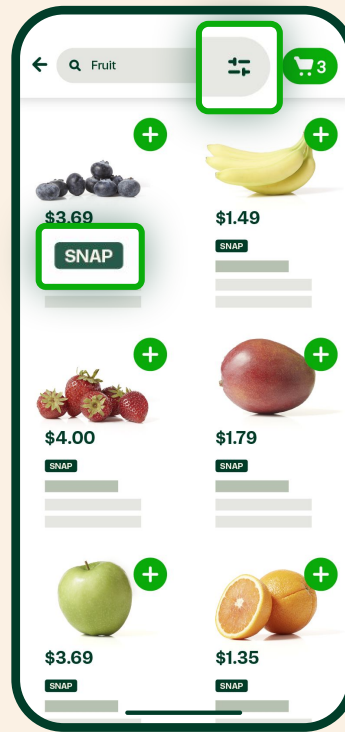 Fruit
3
$3.69
$1.49
SNAP
SNAP
$4.00
$1.79
SNAP
SNAP
$3.69
$1.35
SNAP
SNAP